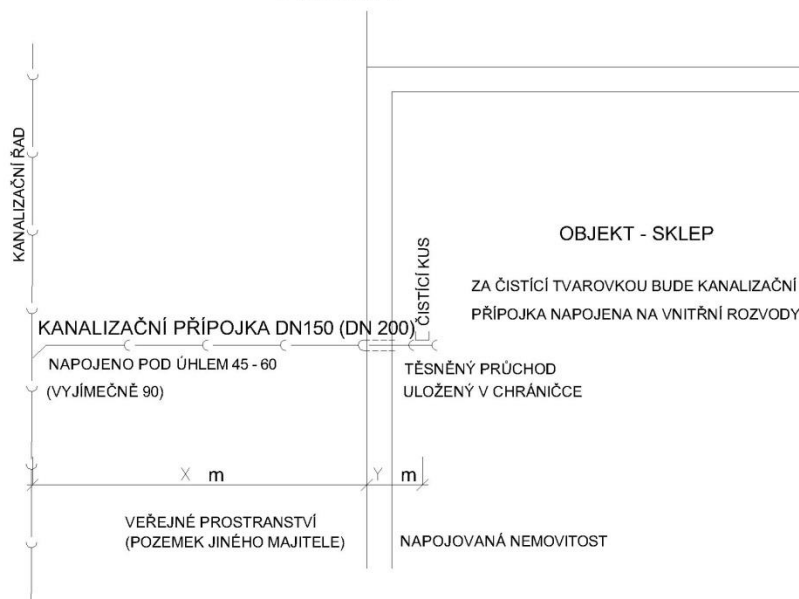 KANALIZAČNÍ ŘAD
OBJEKT - SKLEP
ČISTÍCÍ KUS
ZA ČISTÍCÍ TVAROVKOU BUDE KANALIZAČNÍ
PŘÍPOJKA NAPOJENA NA VNITŘNÍ ROZVODY
KANALIZAČNÍ PŘÍPOJKA DN150 (DN 200)
NAPOJENO POD ÚHLEM 45 - 60
(VYJÍMEČNĚ 90)
TĚSNĚNÝ PRŮCHOD
ULOŽENÝ V CHRÁNIČCE
X m
Y m
VEŘEJNÉ PROSTRANSTVÍ
(POZEMEK JINÉHO MAJITELE)
NAPOJOVANÁ NEMOVITOST